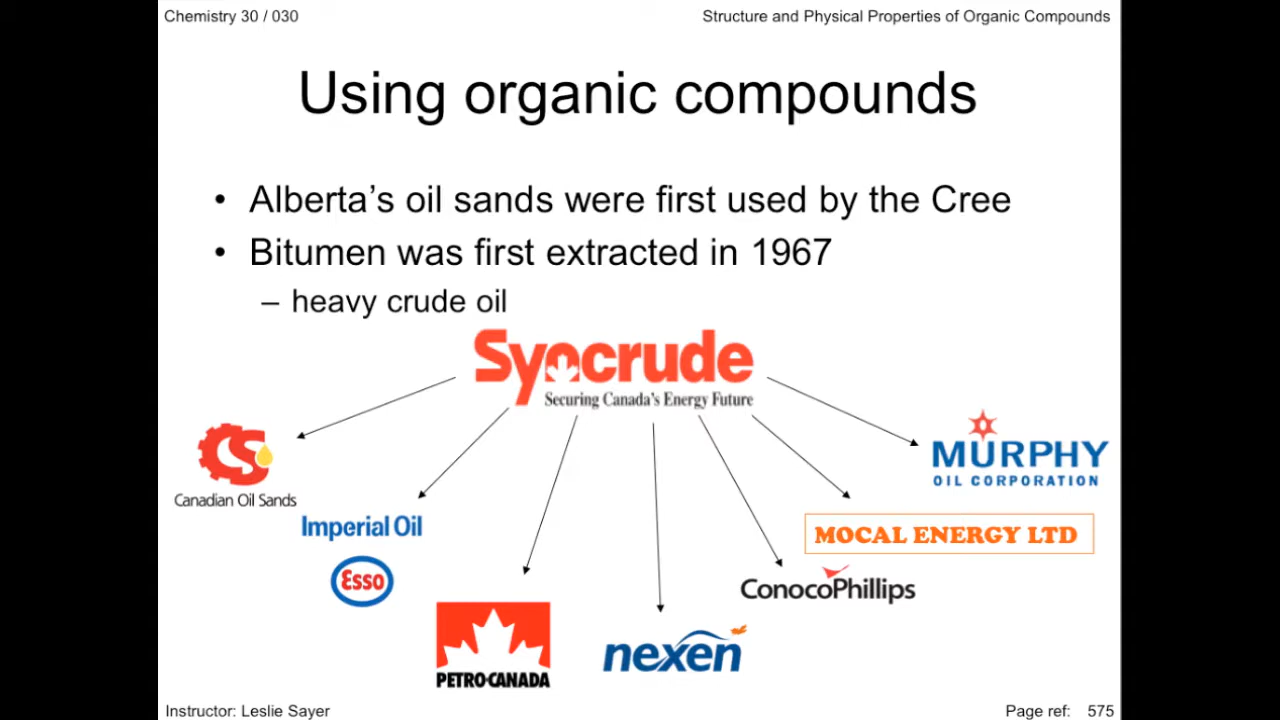 Chemistry 30 / 030
Structure and Physical Properties of Organic Compounds
Using organic compounds
• Alberta's oil sands were first used by the Cree
• Bitumen was first extracted in 1967
– heavy crude oil
Syncrude
Securing Canada's Energy Future
Canadian Oil Sands
Imperial Oil
Esso
PETRO-CANADA
nexen
ConocoPhillips
MOCAL ENERGY LTD
MURPHY
OIL CORPORATION
Instructor: Leslie Sayer
Page ref: 575